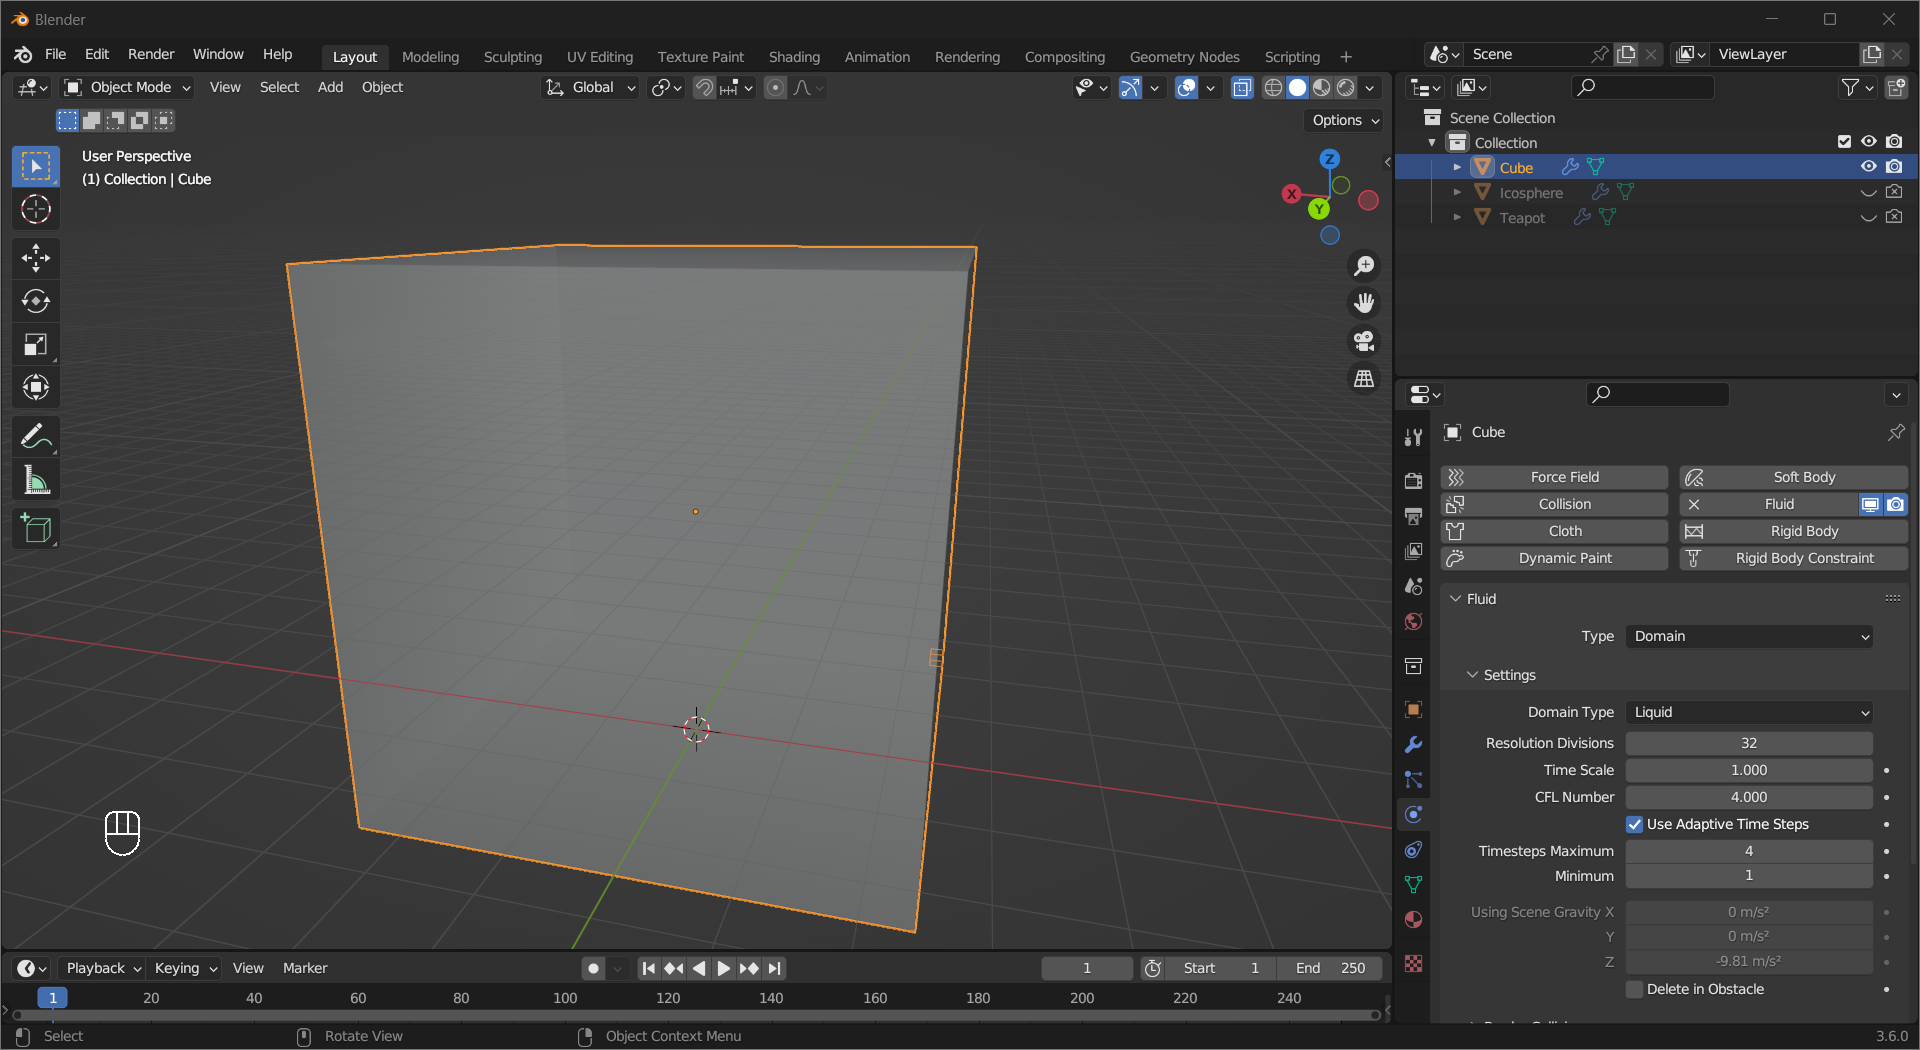 Blender
File Edit Render Window Help Layout Modeling Sculpting UV Editing Texture Paint Shading Animation Rendering Compositing Geometry Nodes Scripting + Scene ViewLayer
Object Mode View Select Add Object Global
Options
User Perspective
(1) Collection | Cube
Z
X
Y
Scene Collection
Collection
Cube
Icosphere
Teapot
Cube
Force Field Soft Body
Collision Fluid
Cloth Rigid Body
Dynamic Paint Rigid Body Constraint
Fluid
Type Domain
Settings
Domain Type Liquid
Resolution Divisions 32
Time Scale 1.000
CFL Number 4.000
Use Adaptive Time Steps
Timesteps Maximum 4
Minimum 1
Using Scene Gravity X 0 m/s²
Y 0 m/s²
Z -9.81 m/s²
Delete in Obstacle
Playback Keying View Marker 1 Start 1 End 250
1 20 40 60 80 100 120 140 160 180 200 220 240
Select Rotate View Object Context Menu 3.6.0